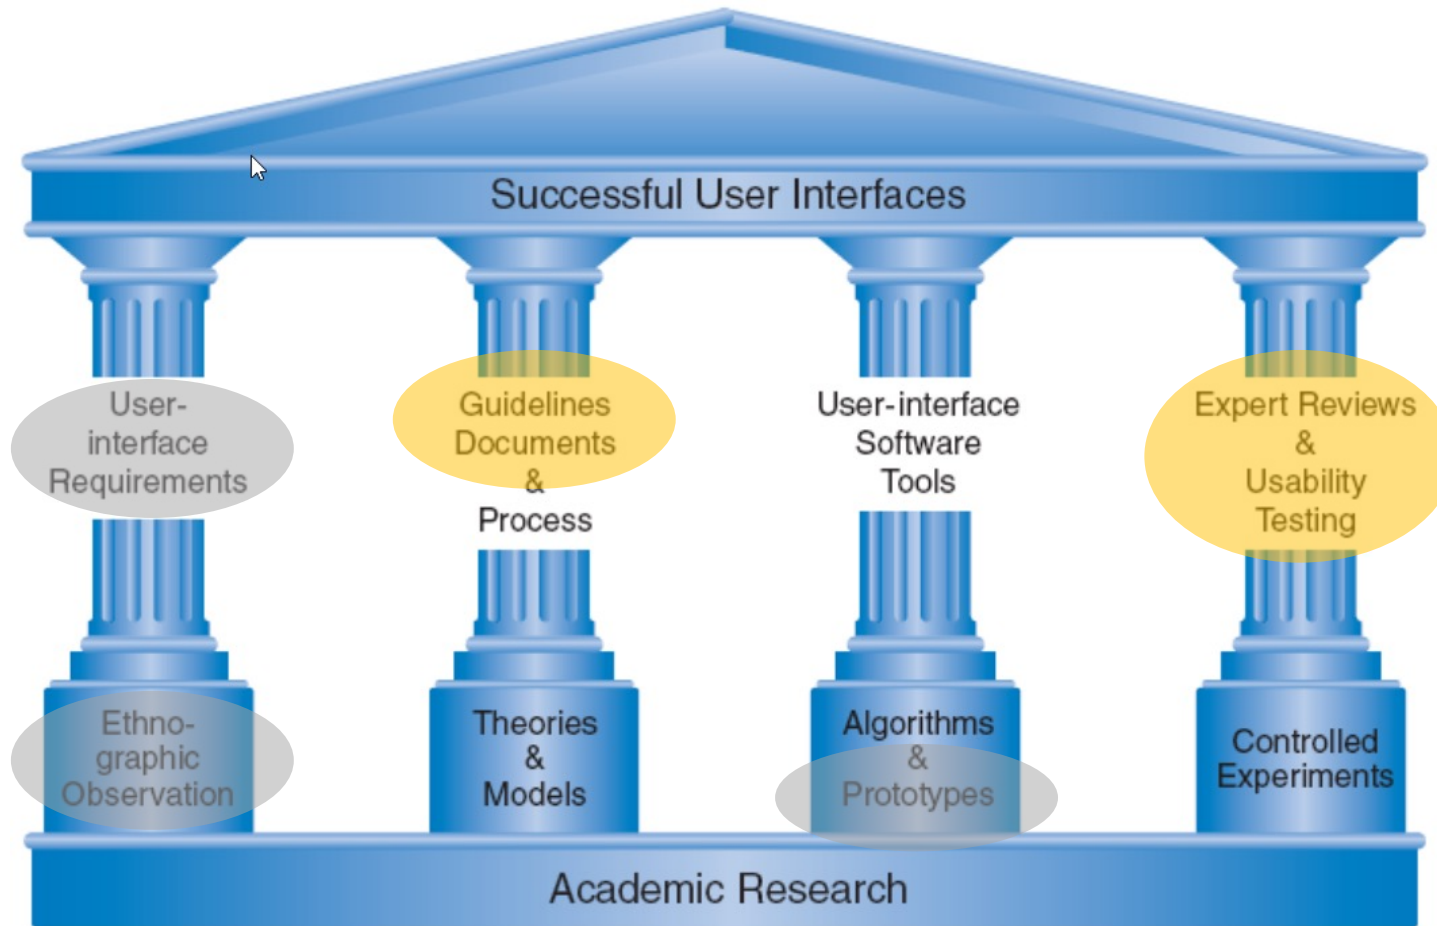 Successful User Interfaces
User-
interface
Requirements
Guidelines
Documents
&
Process
User-interface
Software
Tools
Expert Reviews
&
Usability
Testing
Ethno-
graphic
Observation
Theories
&
Models
Algorithms
&
Prototypes
Controlled
Experiments
Academic Research